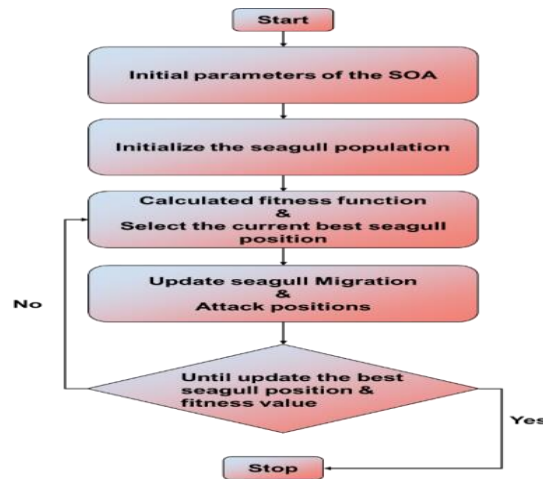 Start
Initial parameters of the SOA
Initialize the seagull population
Calculated fitness function
&
Select the current best seagull
position
Update seagull Migration
&
Attack positions
No
Until update the best
seagull position &
fitness value
Yes
Stop